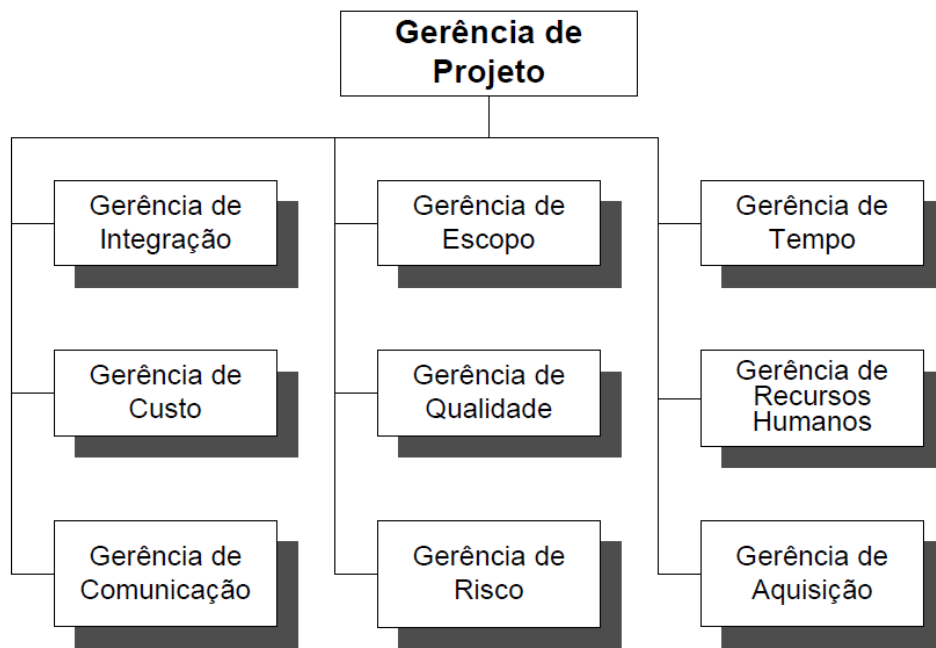 Gerência de
Projeto
Gerência de
Integração
Gerência de
Escopo
Gerência de
Tempo
Gerência de
Custo
Gerência de
Qualidade
Gerência de
Recursos
Humanos
Gerência de
Comunicação
Gerência de
Risco
Gerência de
Aquisição